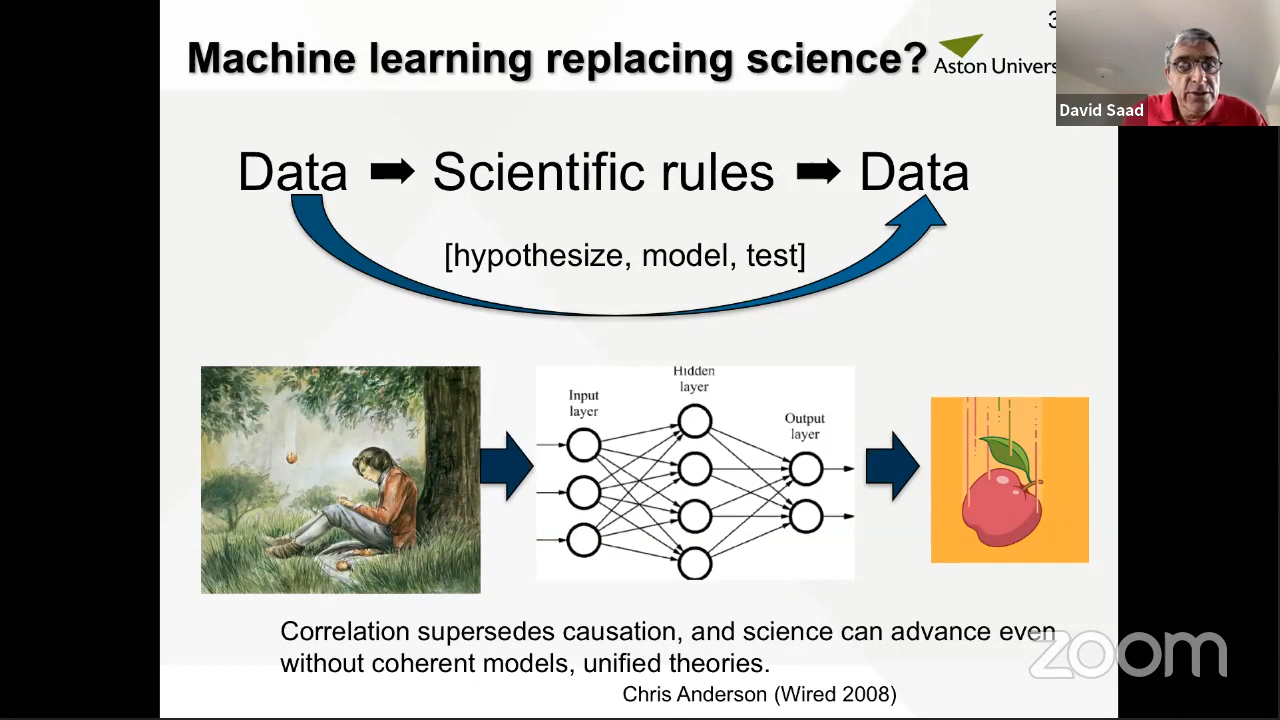 3
Machine learning replacing science?
Aston Univers
David Saad
Data ➡ Scientific rules ➡ Data
[hypothesize, model, test]
Input
layer
Hidden
layer
Output
layer
Correlation supersedes causation, and science can advance even
without coherent models, unified theories.
Chris Anderson (Wired 2008)
zoom